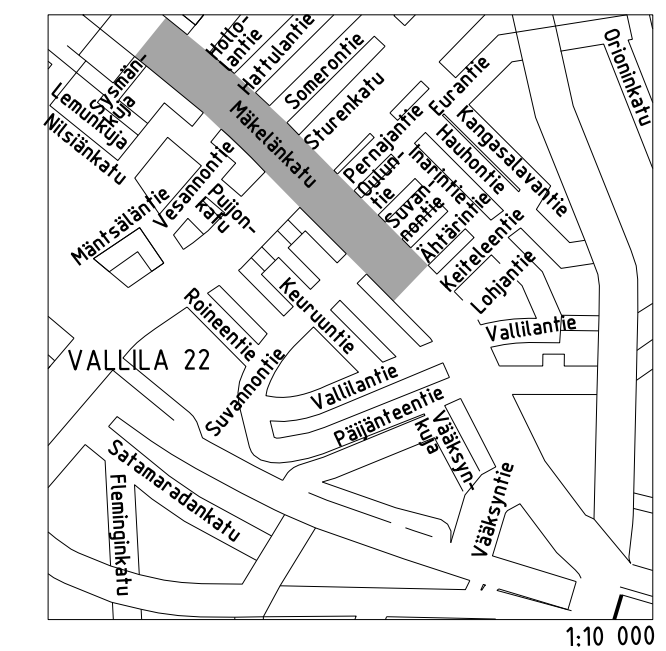 Hollo-
lantie
Hattulantie
Somerontie
Sturenkatu
Orioninkatu
Sysmän-
kuja
Lemunkuja
Nilsiänkatu
Mäkelänkatu
Pernajantie
Eurantie
Kangasalavantie
Hauhontie
Inarintie
Oulun-
tie
Suvan-
nontie
Ähtärintie
Keiteleentie
Lohjantie
Vallilantie
Vesannontie
Puijon-
katu
Mäntsäläntie
Roineentie
Keuruuntie
VALLILA 22
Suvannontie
Vallilantie
Päijänteentie
Vääksyn-
kuja
Vääksyntie
Satamaradankatu
Fleminginkatu
1:10 000